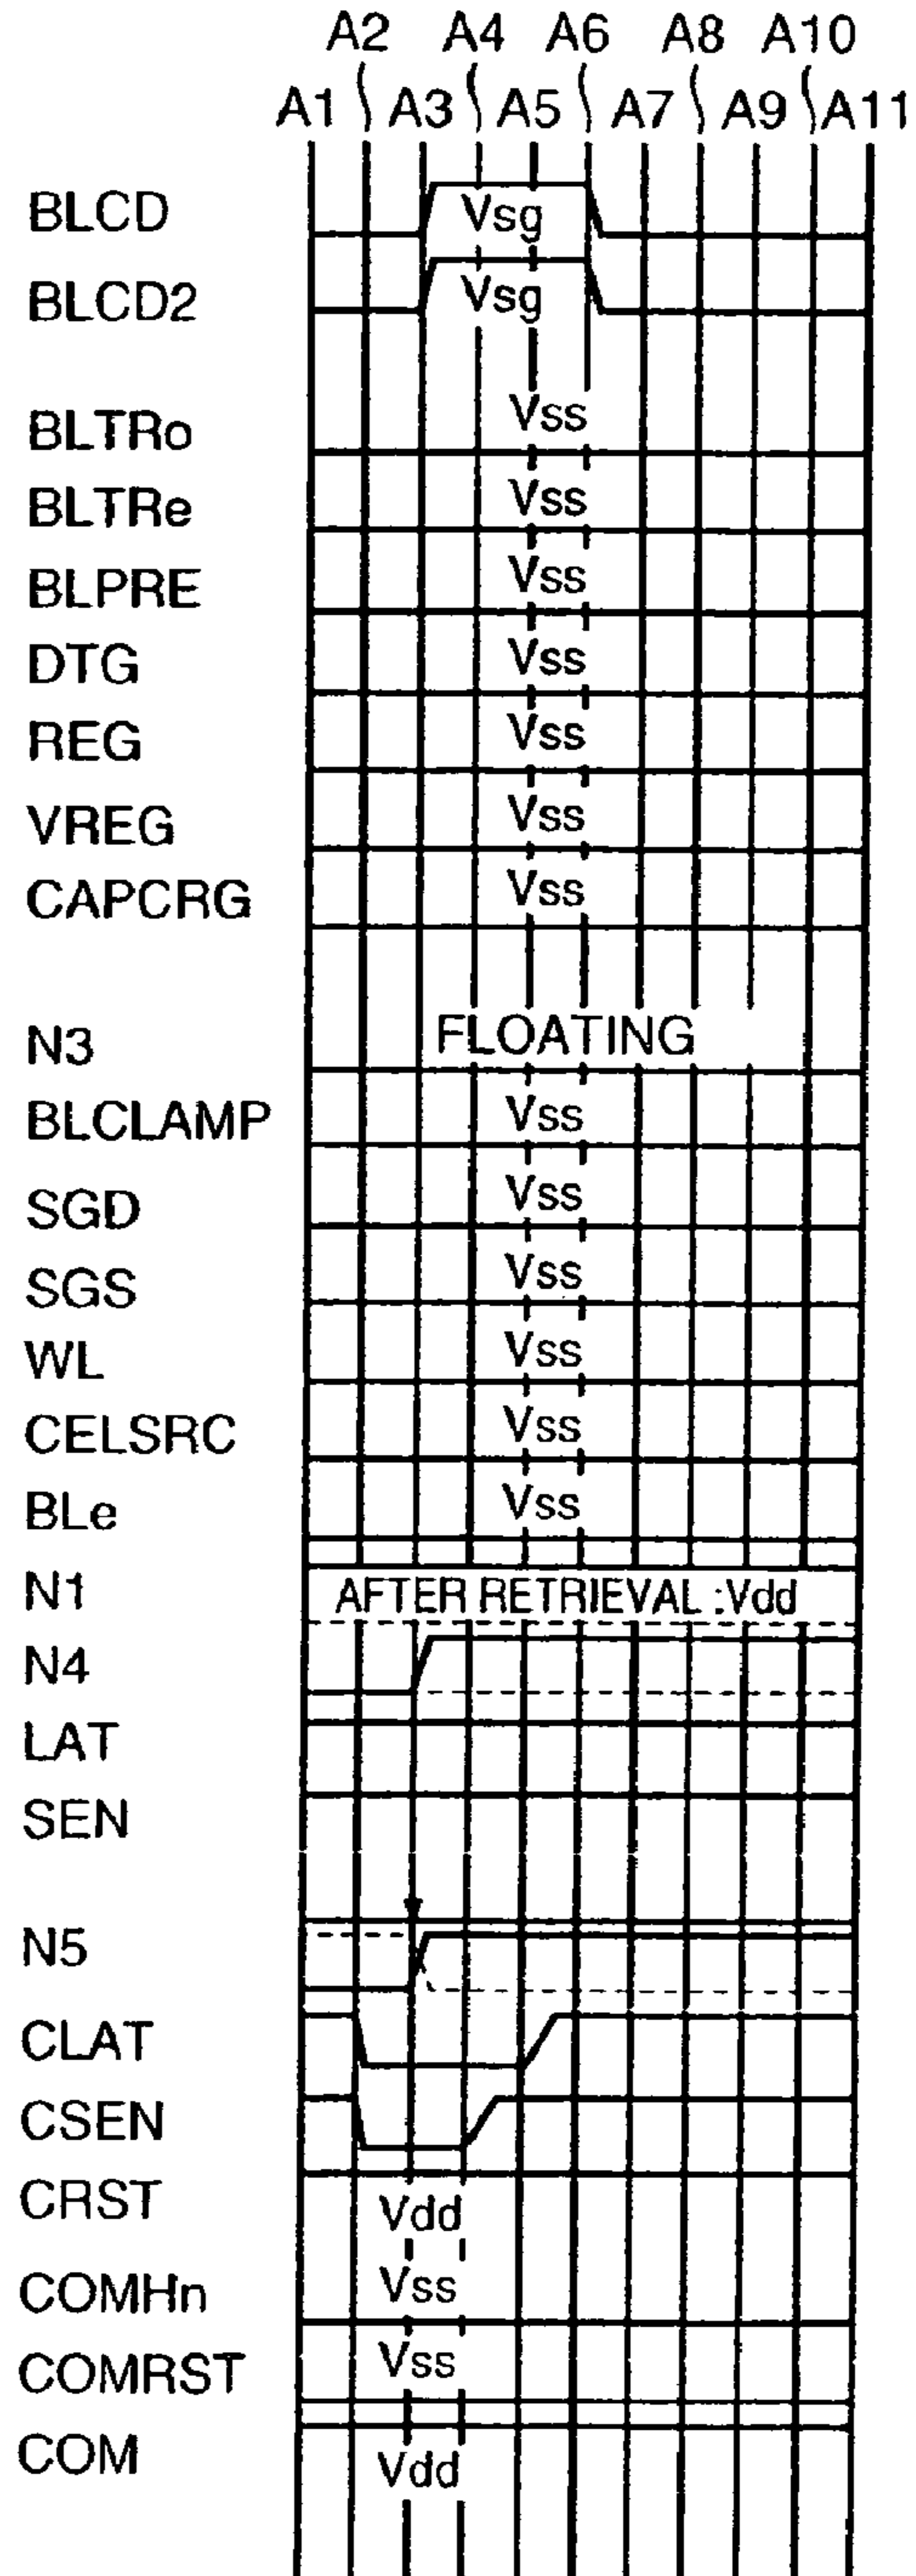 A2 A4 A6 A8 A10
A1 A3 A5 A7 A9 A11
BLCD Vsg
BLCD2 Vsg
BLTRo Vss
BLTRe Vss
BLPRE Vss
DTG Vss
REG Vss
VREG Vss
CAPCRG Vss
N3 FLOATING
BLCLAMP Vss
SGD Vss
SGS Vss
WL Vss
CELSRC Vss
BLe Vss
N1 AFTER RETRIEVAL :Vdd
N4
LAT
SEN
N5
CLAT
CSEN
CRST Vdd
COMHn Vss
COMRST Vss
COM Vdd